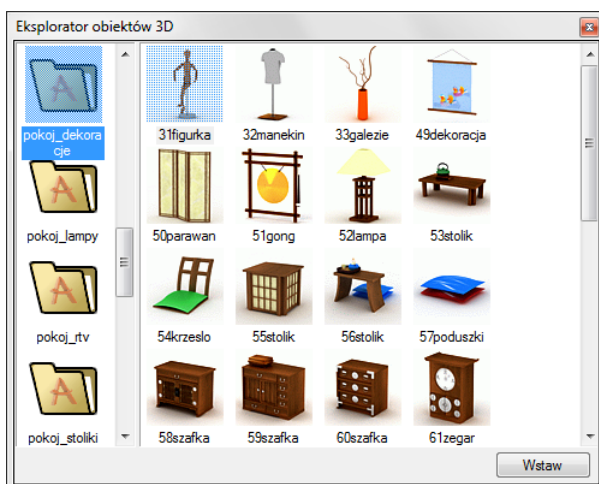 Eksplorator obiektów 3D
pokoj_dekora
cje
pokoj_lampy
pokoj_rtv
pokoj_stoliki
31figurka 32manekin 33galezie 49dekoracja
50parawan 51gong 52lampa 53stolik
54krzeslo 55stolik 56stolik 57poduszki
58szafka 59szafka 60szafka 61zegar
Wstaw